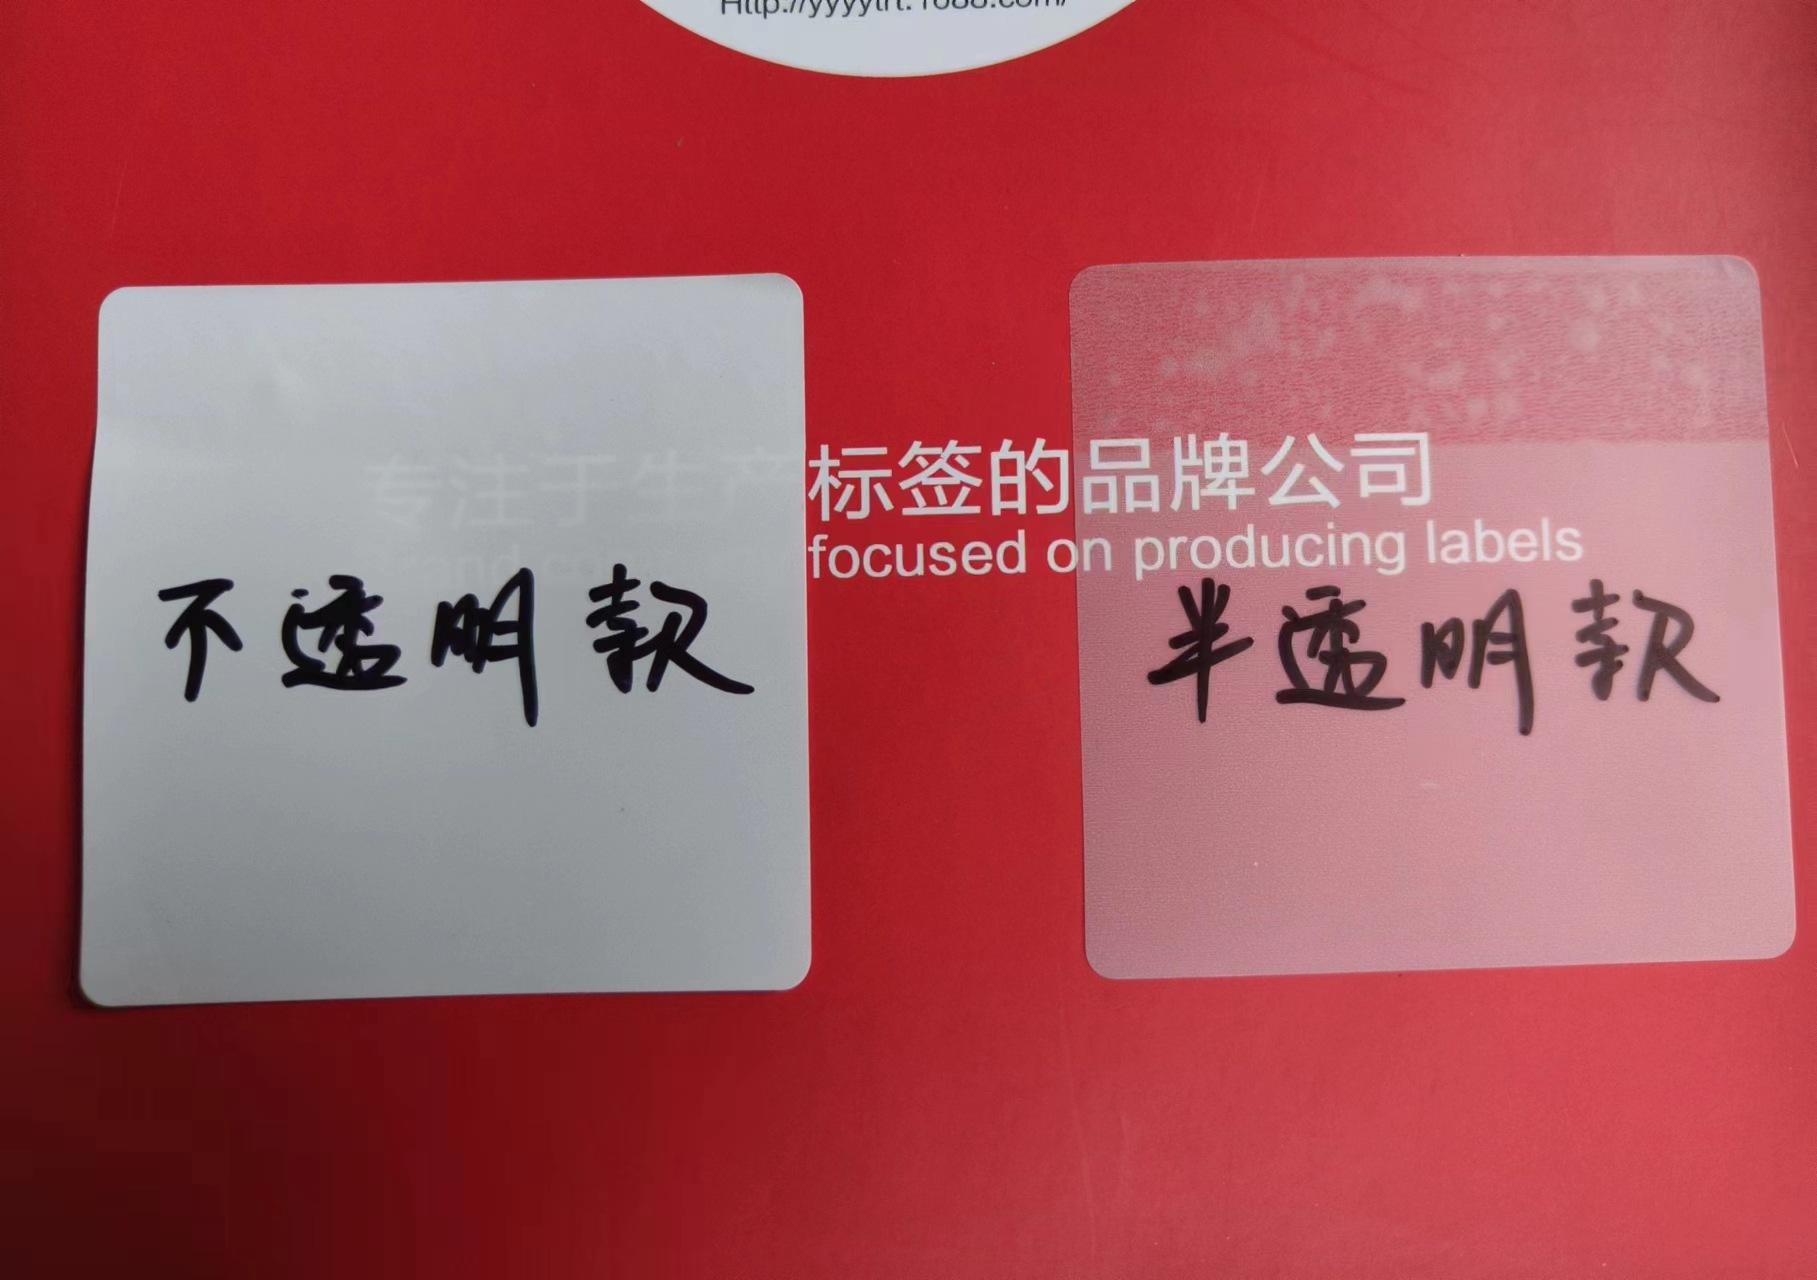 Http://yyyytrt.1688.com/
专注于生产标签的品牌公司
focused on producing labels
不透明款
半透明款